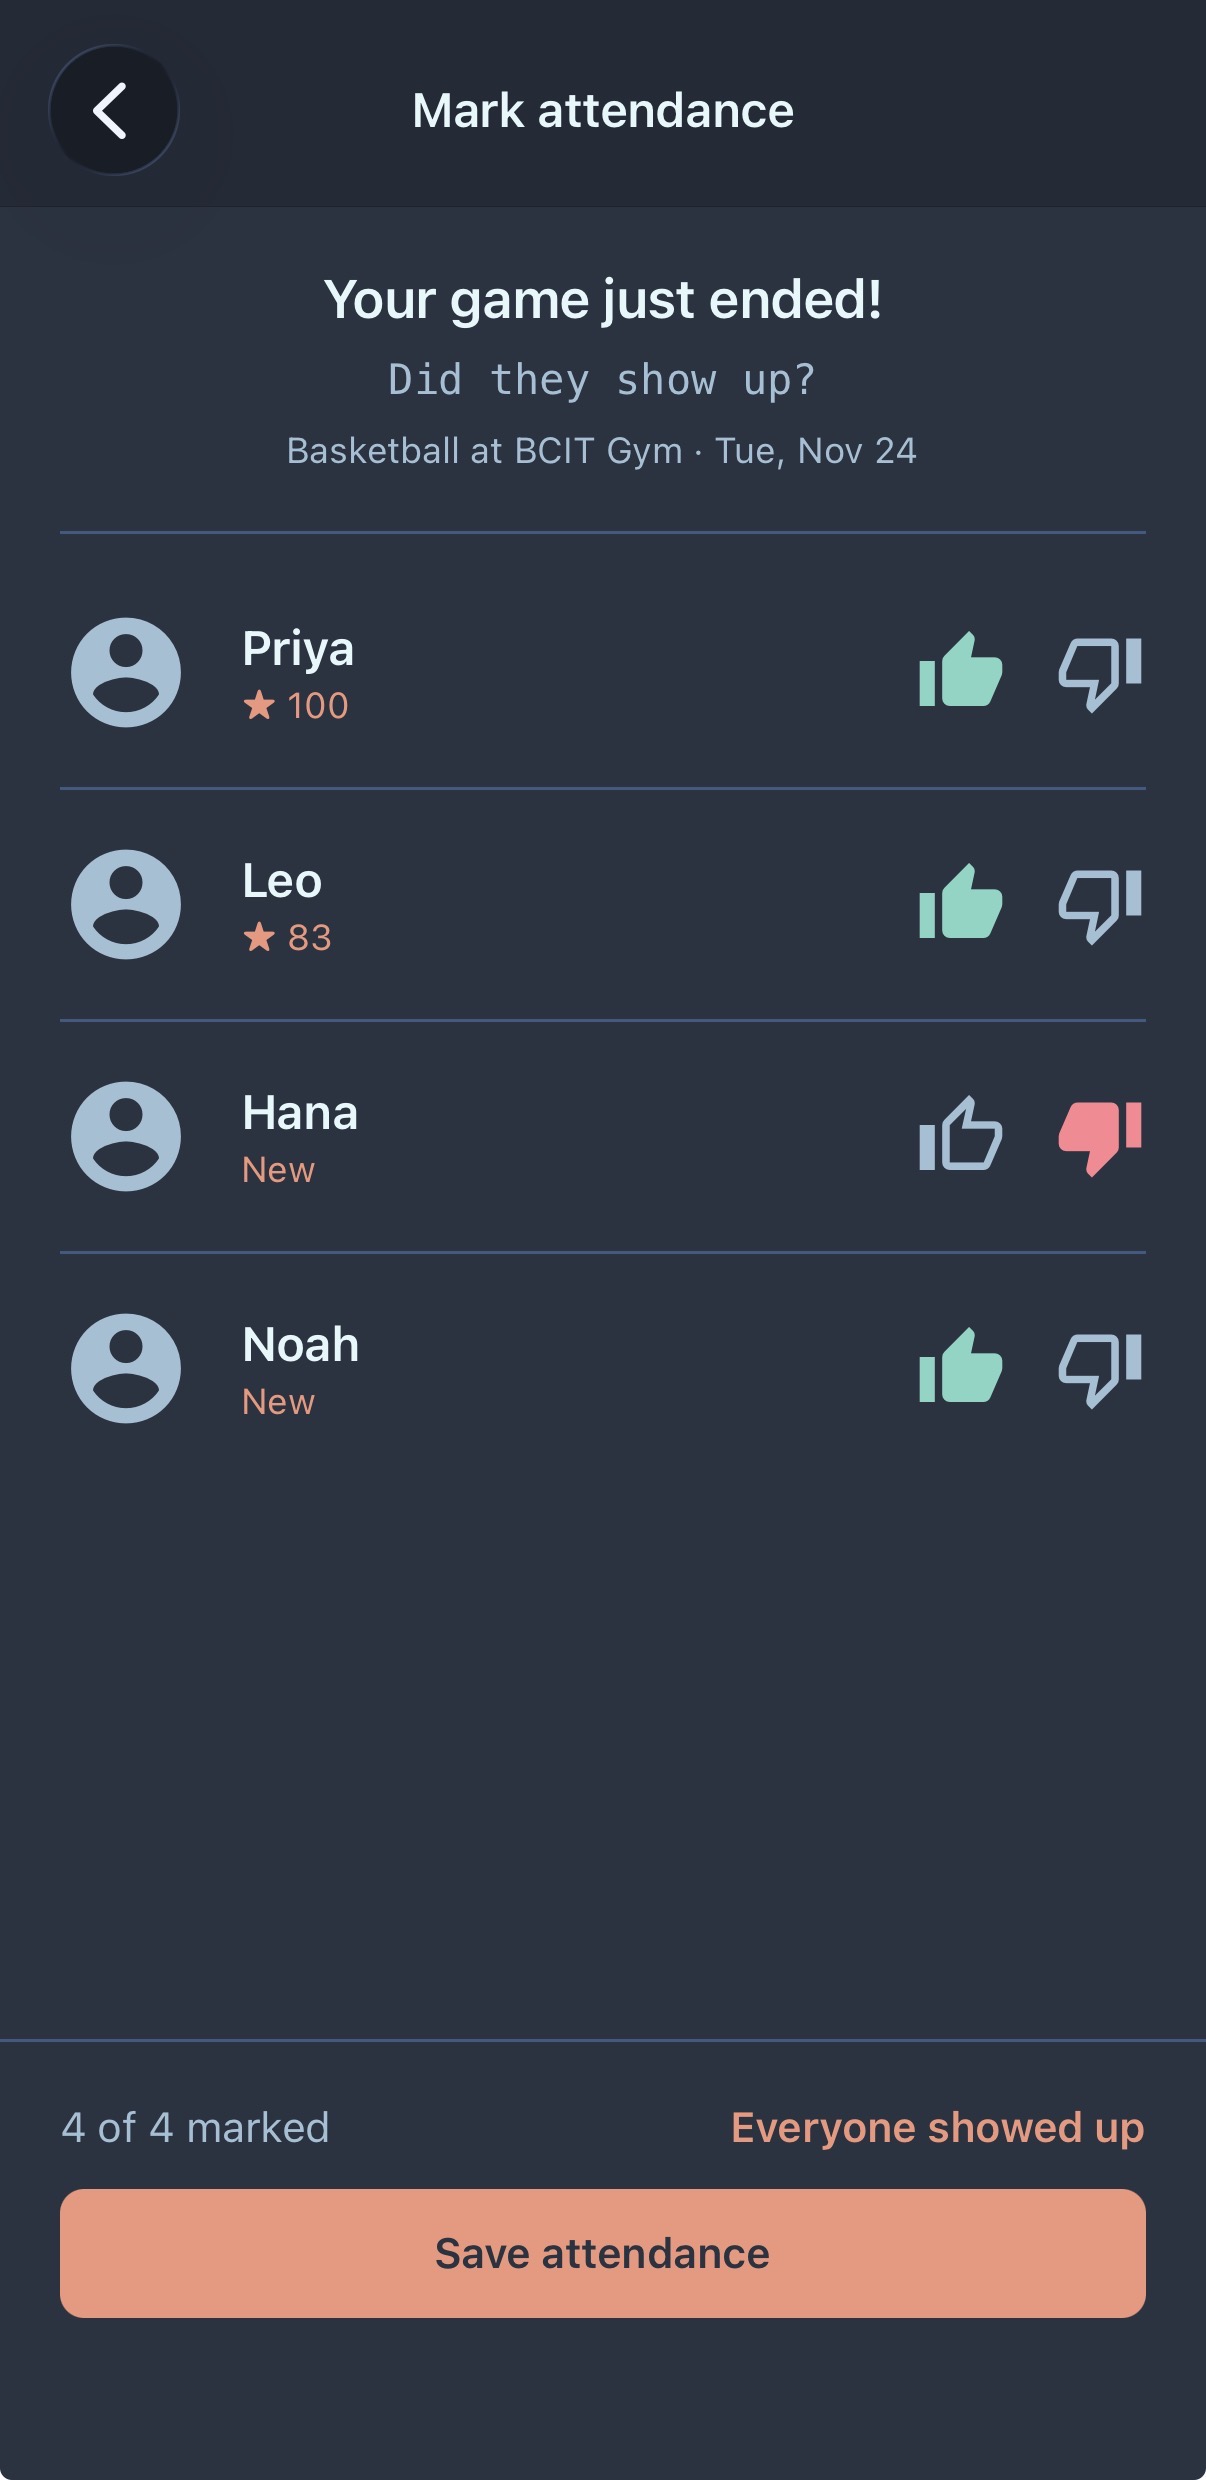 Mark attendance
Your game just ended!
Did they show up?
Basketball at BCIT Gym · Tue, Nov 24
Priya
★ 100
Leo
★ 83
Hana
New
Noah
New
4 of 4 marked
Everyone showed up
Save attendance